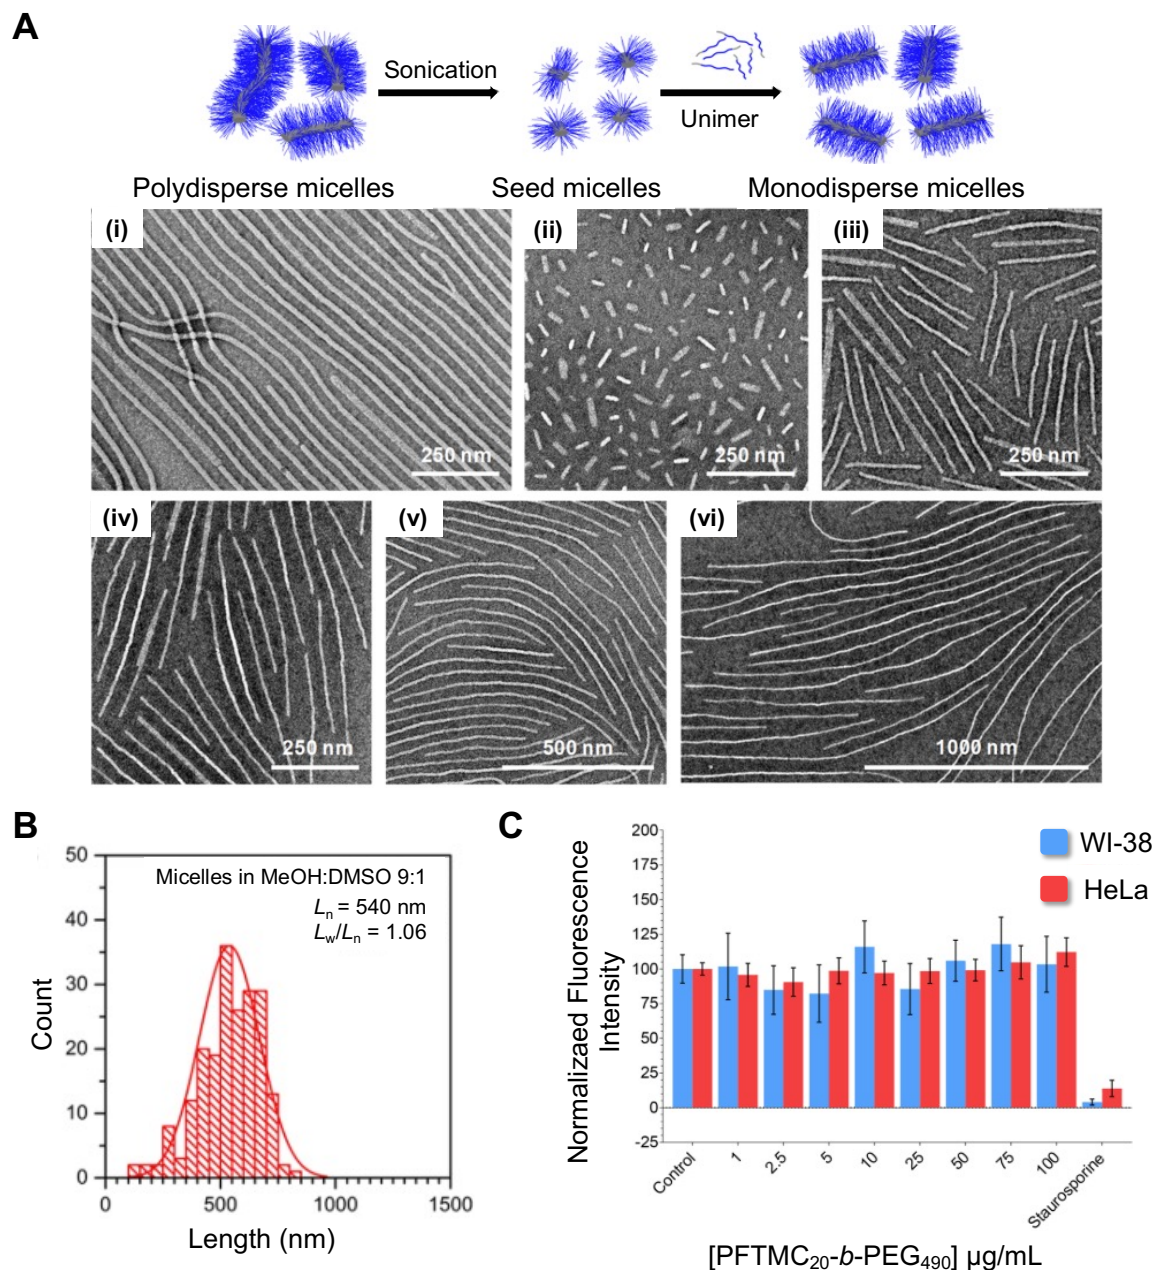 A
Sonication
Unimer
Polydisperse micelles
Seed micelles
Monodisperse micelles
(i)
250 nm
(ii)
250 nm
(iii)
250 nm
(iv)
250 nm
(v)
500 nm
(vi)
1000 nm
B
50
40
30
20
10
0
Count
Micelles in MeOH:DMSO 9:1
Ln = 540 nm
Lw/Ln = 1.06
0
500
1000
1500
Length (nm)
C
200
175
150
125
100
75
50
25
0
-25
Normalizaed Fluorescence
Intensity
WI-38
HeLa
Control
1
2.5
5
10
25
50
75
100
Staurosporine
[PFTMC20-b-PEG490] µg/mL